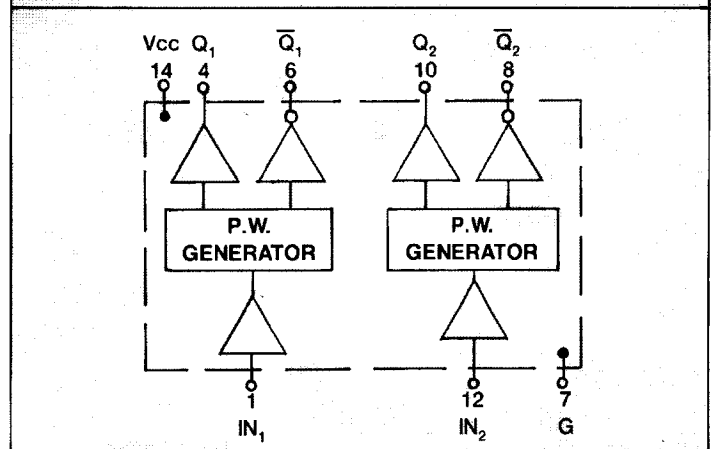 Vcc Q₁ Q̅₁ Q₂ Q̅₂
14 4 6 10 8
P.W. GENERATOR
P.W. GENERATOR
1 12 7
IN₁ IN₂ G